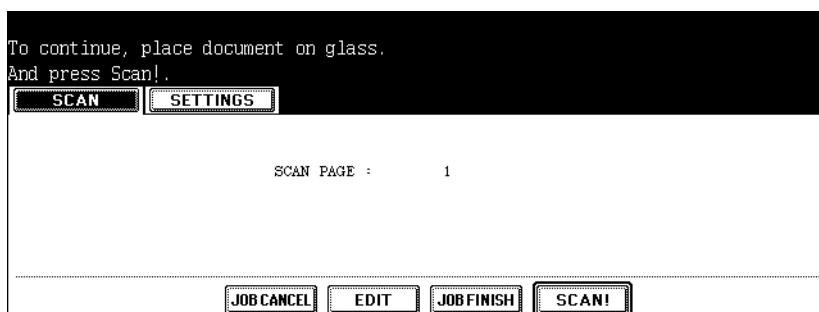 To continue, place document on glass.
And press Scan!.
SCAN SETTINGS
SCAN PAGE : 1
JOB CANCEL EDIT JOB FINISH SCAN!